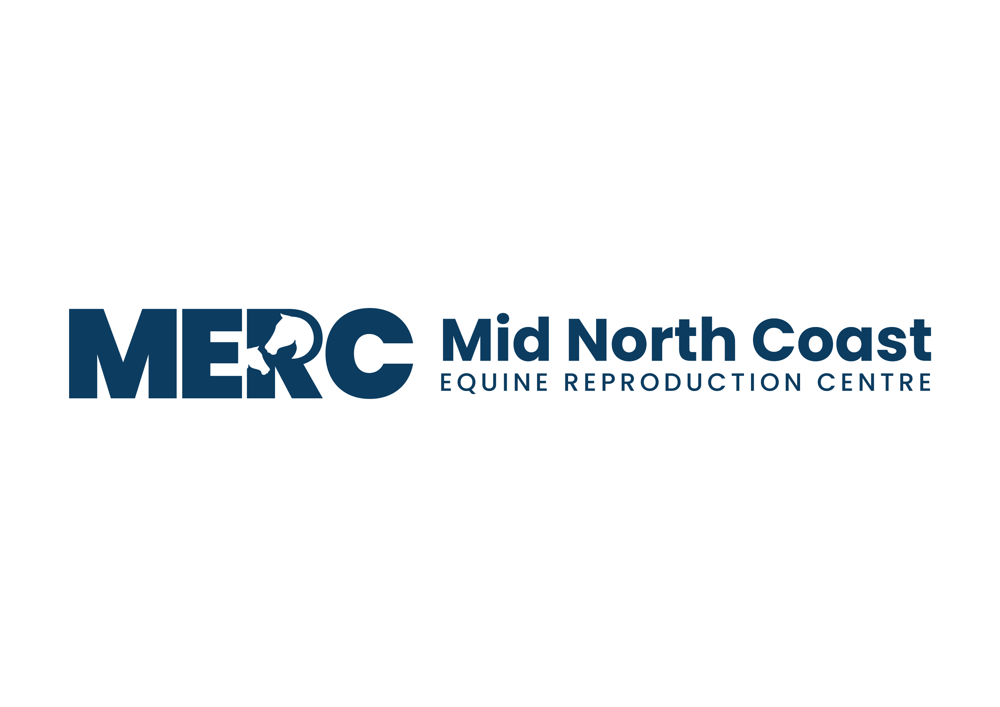 MERC
Mid North Coast
EQUINE REPRODUCTION CENTRE